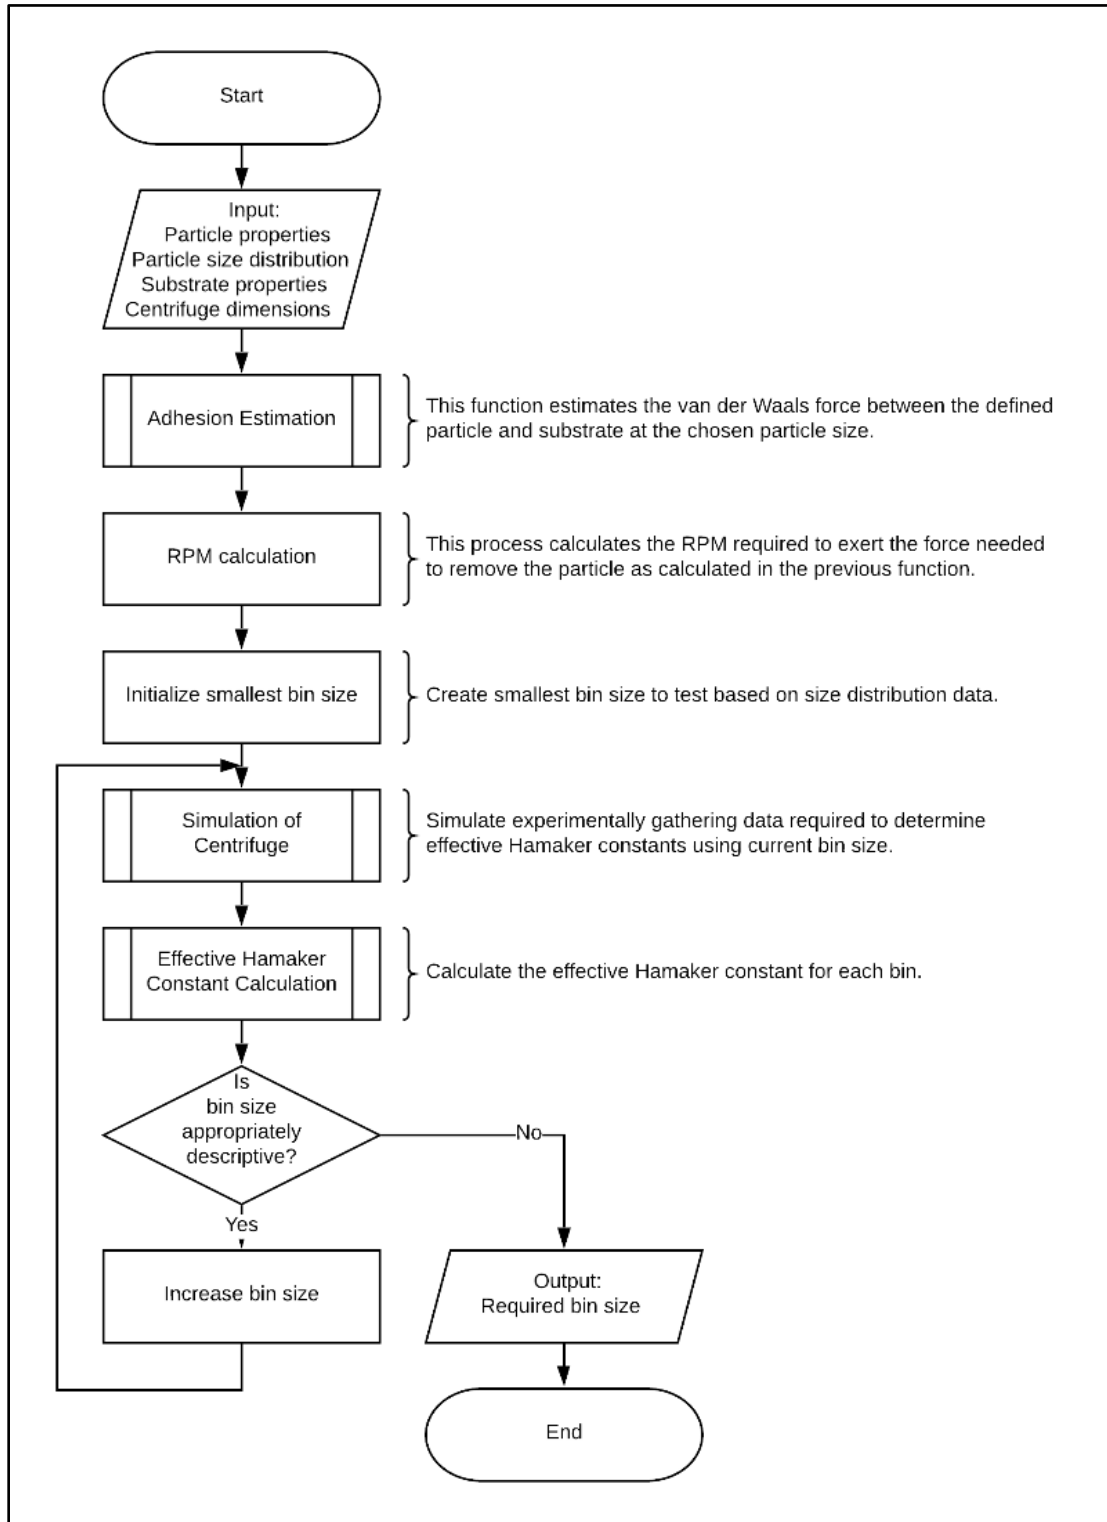 Start
Input:
Particle properties
Particle size distribution
Substrate properties
Centrifuge dimensions
Adhesion Estimation
This function estimates the van der Waals force between the defined
particle and substrate at the chosen particle size.
RPM calculation
This process calculates the RPM required to exert the force needed
to remove the particle as calculated in the previous function.
Initialize smallest bin size
Create smallest bin size to test based on size distribution data.
Simulation of
Centrifuge
Simulate experimentally gathering data required to determine
effective Hamaker constants using current bin size.
Effective Hamaker
Constant Calculation
Calculate the effective Hamaker constant for each bin.
Is
bin size
appropriately
descriptive?
No
Yes
Increase bin size
Output:
Required bin size
End